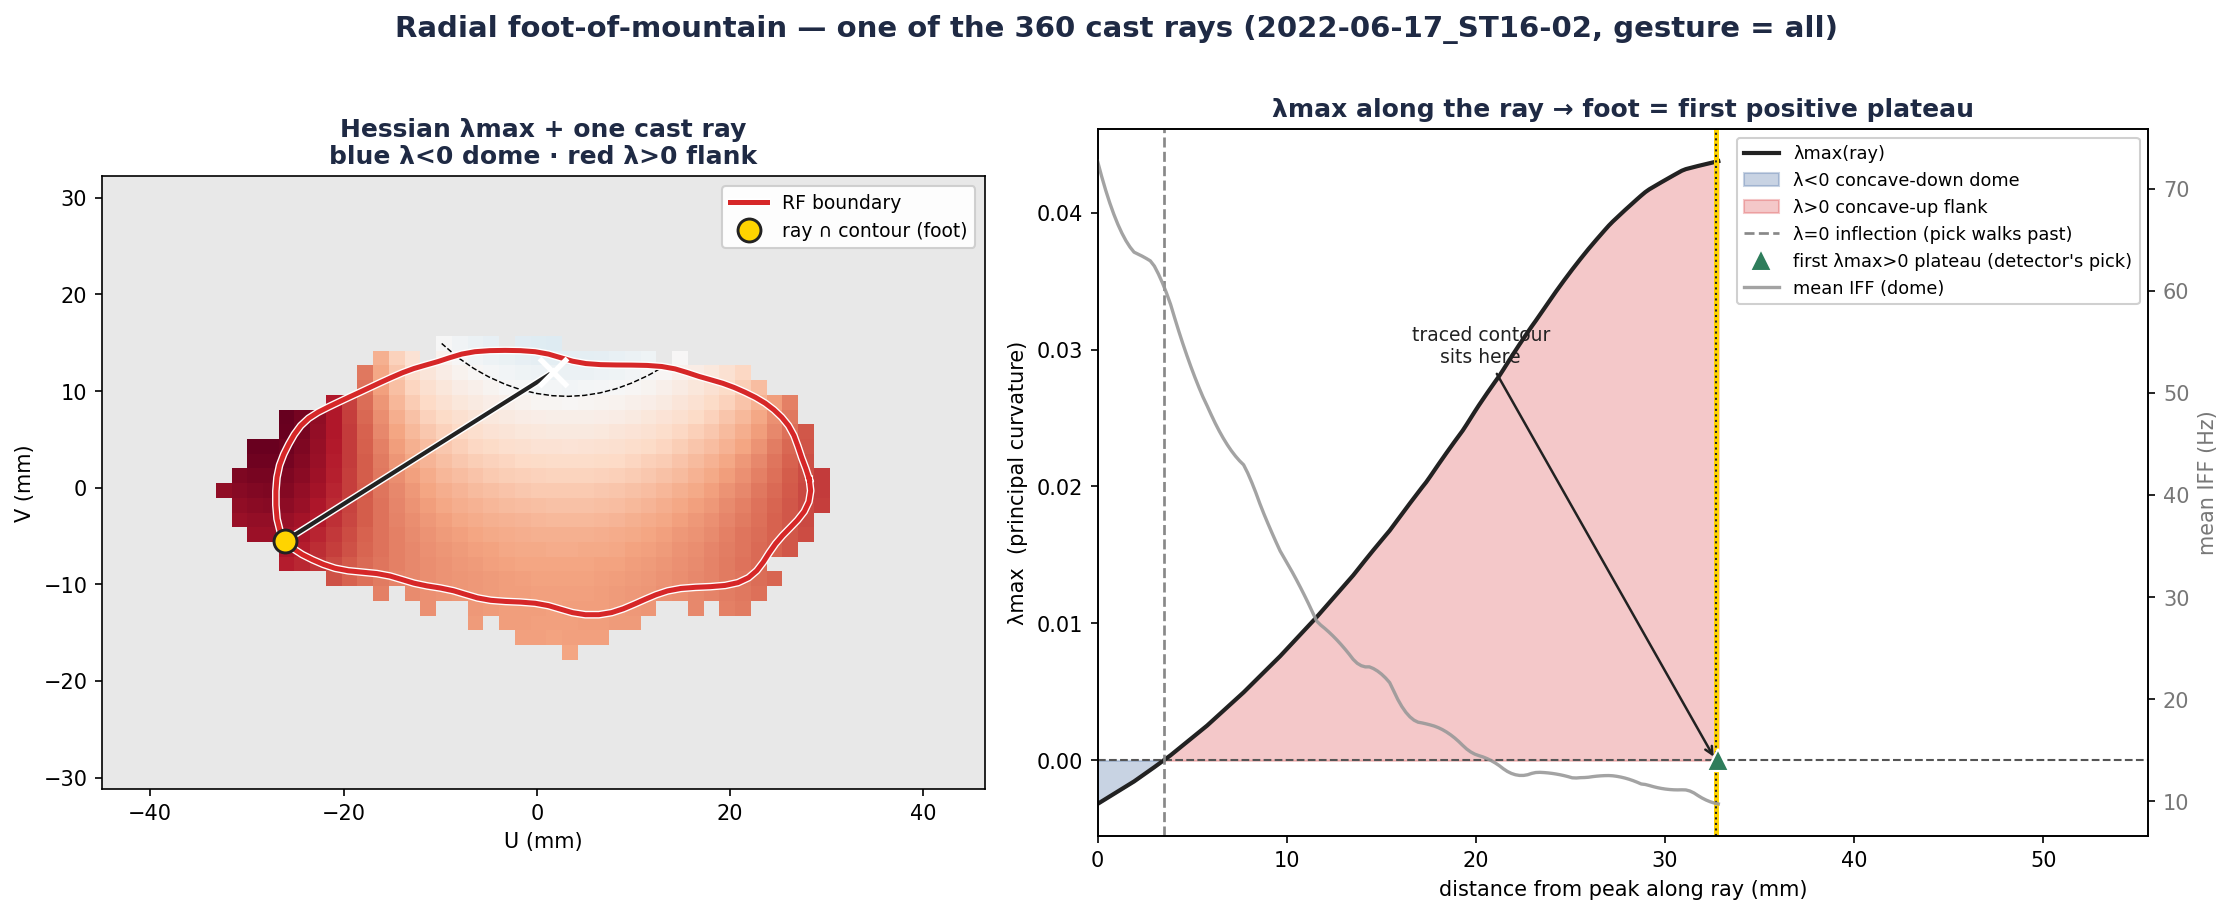 Radial foot-of-mountain — one of the 360 cast rays (2022-06-17_ST16-02, gesture = all)
Hessian λmax + one cast ray
blue λ<0 dome · red λ>0 flank
RF boundary
ray ∩ contour (foot)
30
20
10
0
−10
−20
−30
V (mm)
−40
−20
0
20
40
U (mm)
λmax along the ray → foot = first positive plateau
λmax(ray)
λ<0 concave-down dome
λ>0 concave-up flank
λ=0 inflection (pick walks past)
first λmax>0 plateau (detector's pick)
mean IFF (dome)
traced contour
sits here
0.04
0.03
0.02
0.01
0.00
λmax  (principal curvature)
70
60
50
40
30
20
10
mean IFF (Hz)
0
10
20
30
40
50
distance from peak along ray (mm)